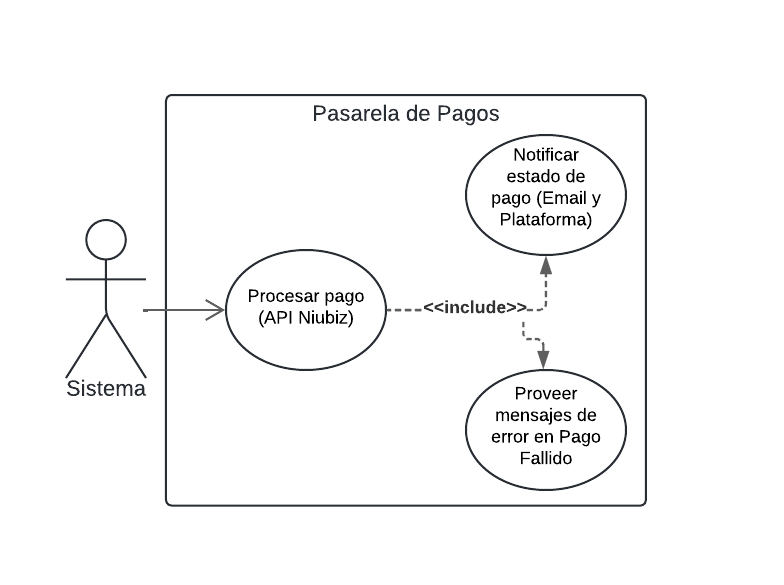 Pasarela de Pagos
Notificar
estado de
pago (Email y
Plataforma)
Procesar pago
(API Niubiz)
<<include>>
Sistema
Proveer
mensajes de
error en Pago
Fallido